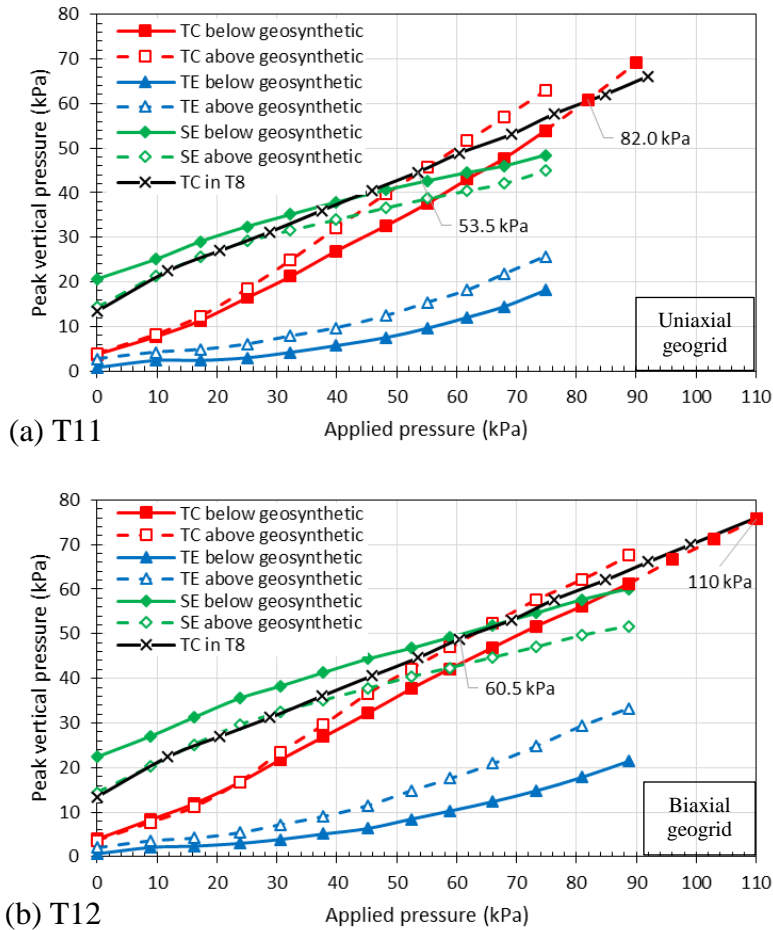 80
70
60
50
40
30
20
10
0
Peak vertical pressure (kPa)
TC below geosynthetic
TC above geosynthetic
TE below geosynthetic
TE above geosynthetic
SE below geosynthetic
SE above geosynthetic
TC in T8
82.0 kPa
53.5 kPa
Uniaxial
geogrid
0 10 20 30 40 50 60 70 80 90 100 110
Applied pressure (kPa)
(a) T11
80
70
60
50
40
30
20
10
0
Peak vertical pressure (kPa)
TC below geosynthetic
TC above geosynthetic
TE below geosynthetic
TE above geosynthetic
SE below geosynthetic
SE above geosynthetic
TC in T8
110 kPa
60.5 kPa
Biaxial
geogrid
0 10 20 30 40 50 60 70 80 90 100 110
Applied pressure (kPa)
(b) T12